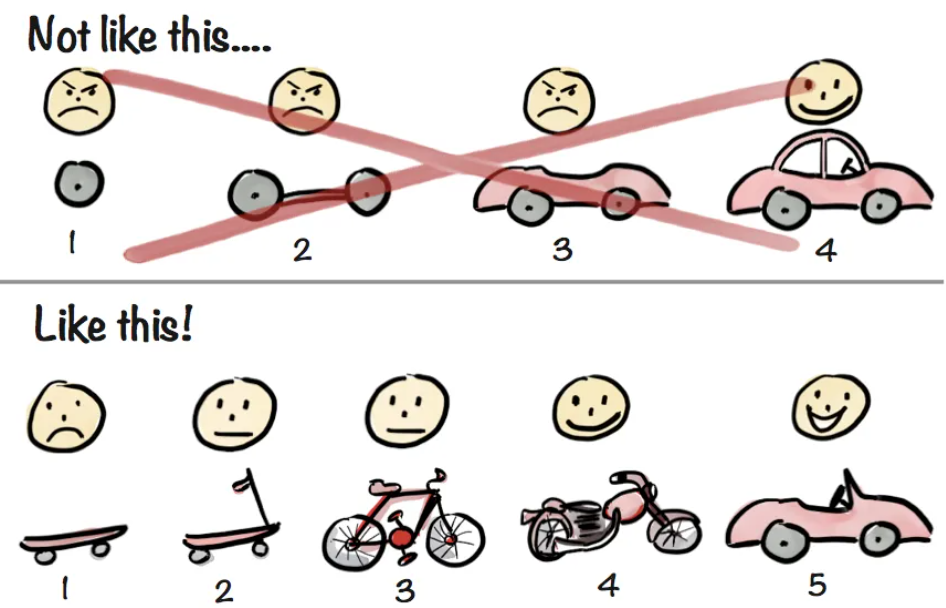 Not like this....
1 2 3 4
Like this!
1 2 3 4 5